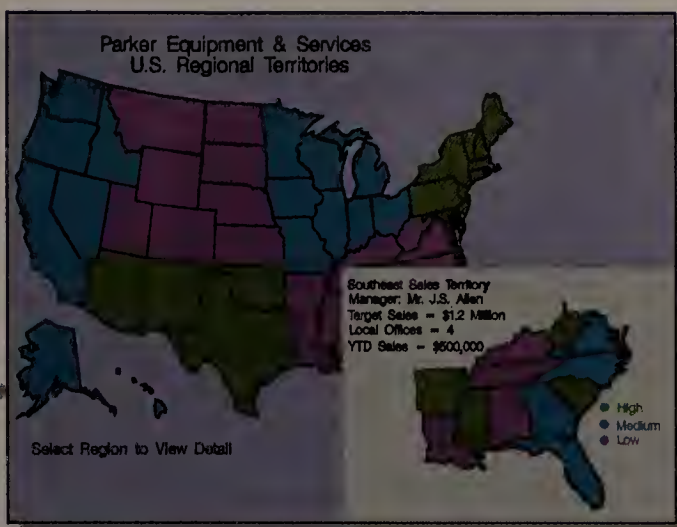 Parker Equipment & Services
U.S. Regional Territories
Southeast Sales Territory
Manager: Mr. J.S. Allen
Target Sales = $1.2 Million
Local Offices = 4
YTD Sales = $500,000
High
Medium
Low
Select Region to View Detail